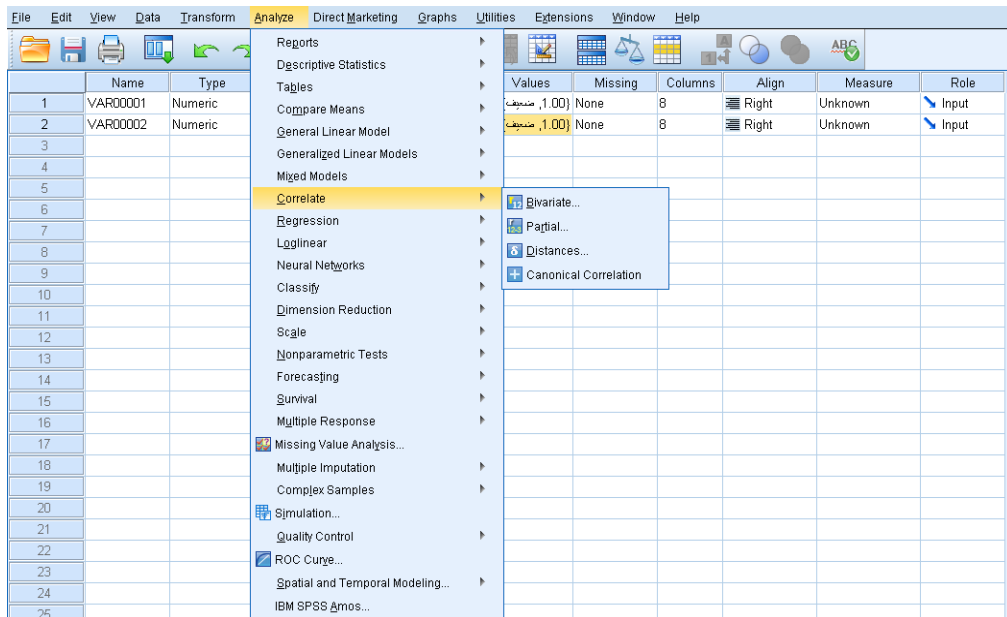 File Edit View Data Transform Analyze Direct Marketing Graphs Utilities Extensions Window Help
ABC
Name Type Values Missing Columns Align Measure Role
1 VAR00001 Numeric {1.00, ضعيف} None 8 Right Unknown Input
2 VAR00002 Numeric {1.00, ضعيف} None 8 Right Unknown Input
3
4
5
6
7
8
9
10
11
12
13
14
15
16
17
18
19
20
21
22
23
24
25
Reports
Descriptive Statistics
Tables
Compare Means
General Linear Model
Generalized Linear Models
Mixed Models
Correlate
Regression
Loglinear
Neural Networks
Classify
Dimension Reduction
Scale
Nonparametric Tests
Forecasting
Survival
Multiple Response
Missing Value Analysis...
Multiple Imputation
Complex Samples
Simulation...
Quality Control
ROC Curve...
Spatial and Temporal Modeling...
IBM SPSS Amos...
Bivariate...
Partial...
Distances...
Canonical Correlation